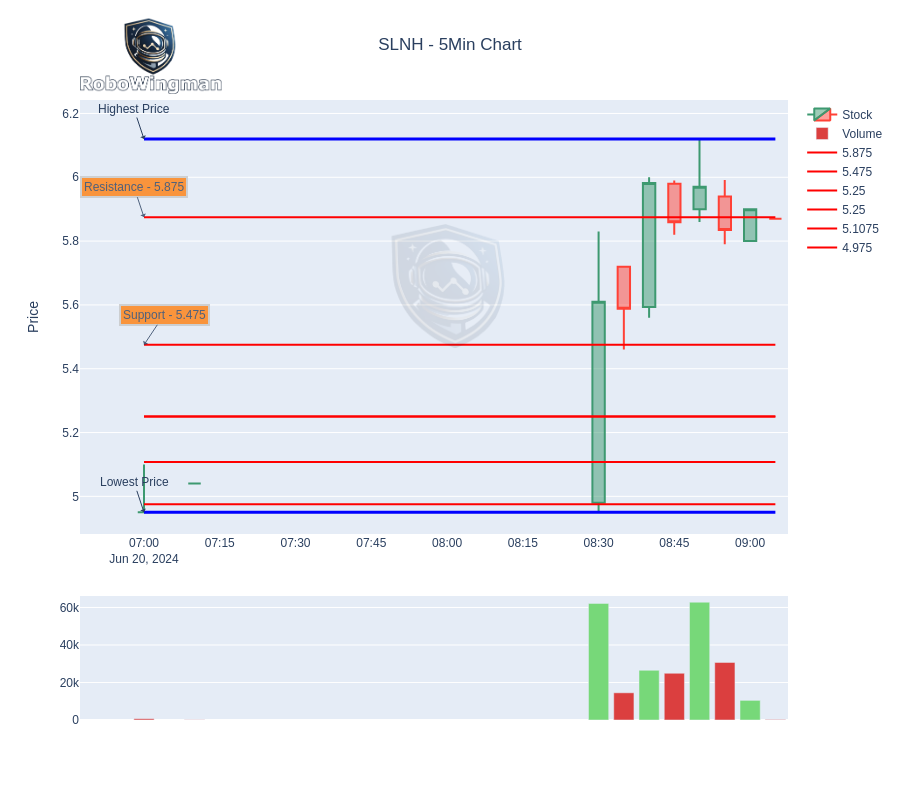 RoboWingman
SLNH - 5Min Chart
Highest Price
Resistance - 5.875
Support - 5.475
Lowest Price
Price
6.2
6
5.8
5.6
5.4
5.2
5
07:00
Jun 20, 2024
07:15
07:30
07:45
08:00
08:15
08:30
08:45
09:00
60k
40k
20k
0
Stock
Volume
5.875
5.475
5.25
5.25
5.1075
4.975